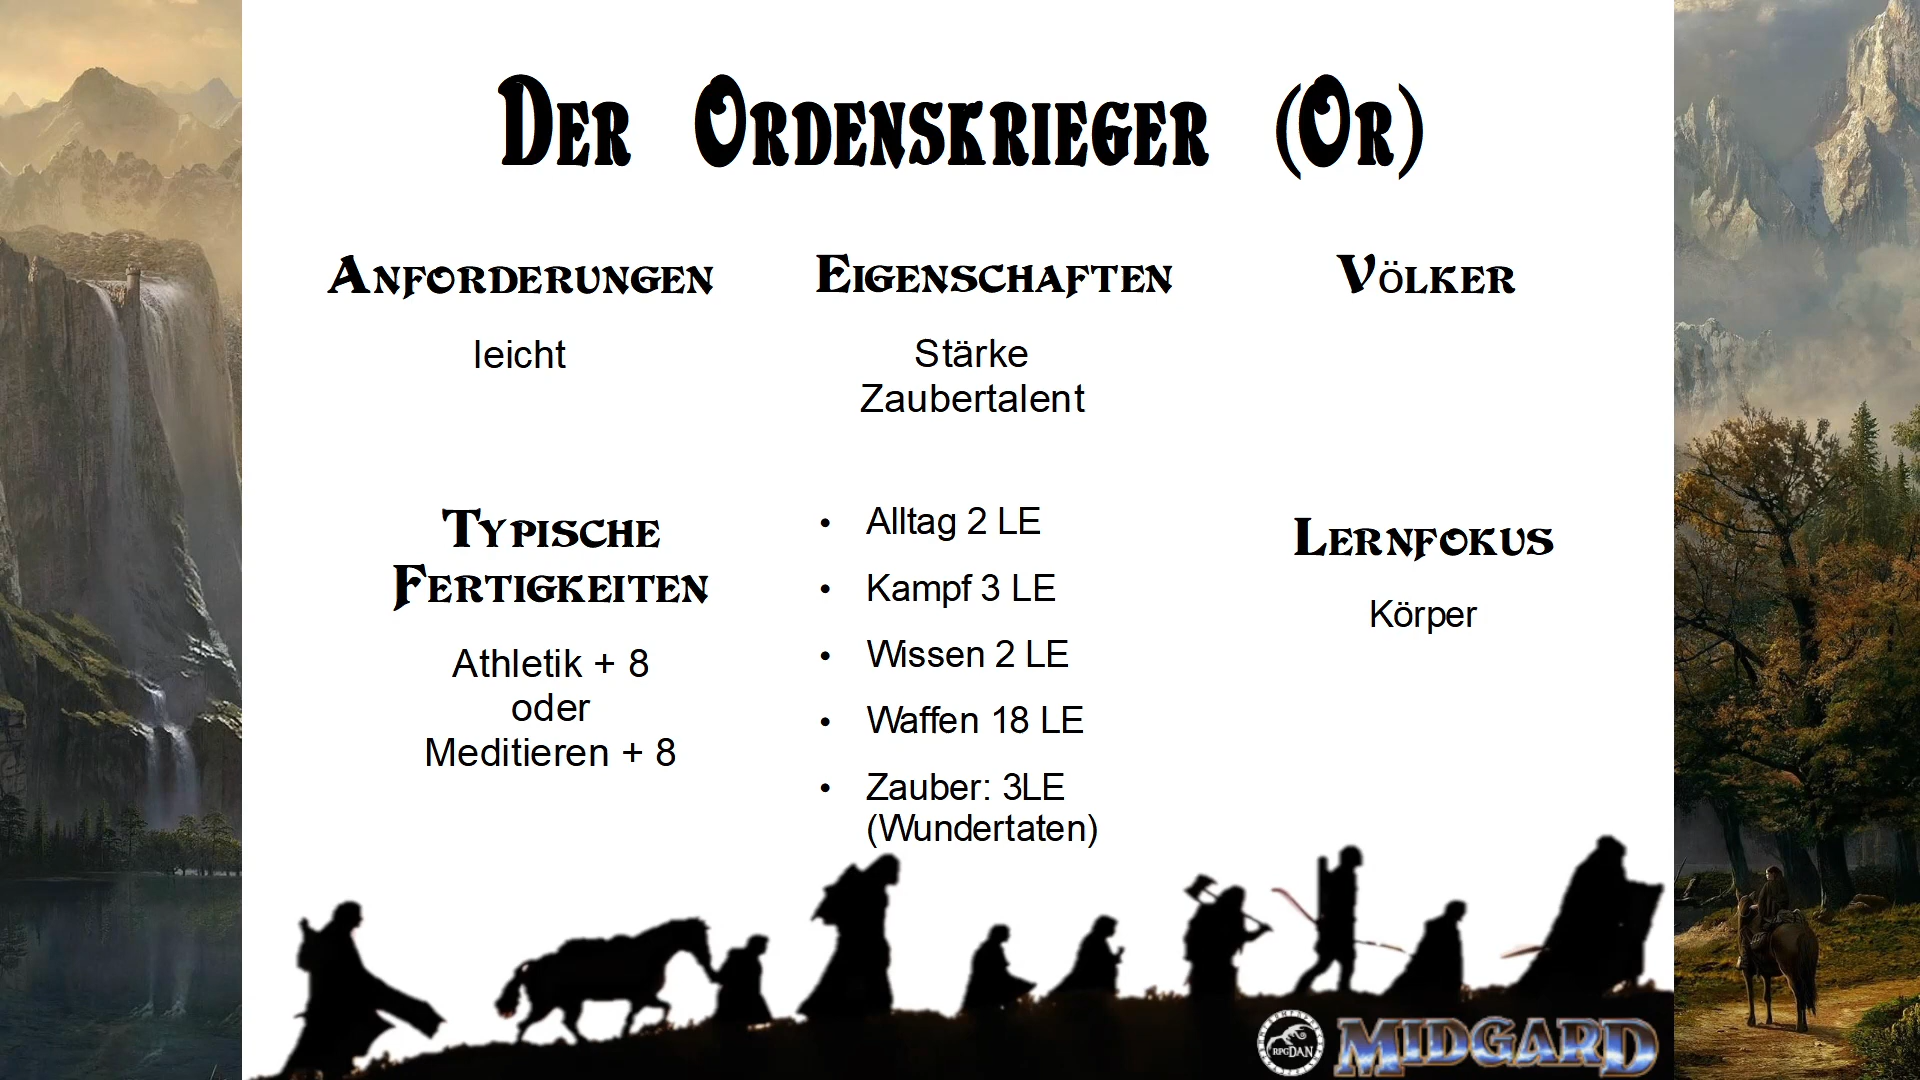 Der Ordenskrieger (Or)
Anforderungen
leicht
Eigenschaften
Stärke
Zaubertalent
Völker
Typische
Fertigkeiten
Athletik + 8
oder
Meditieren + 8
• Alltag 2 LE
• Kampf 3 LE
• Wissen 2 LE
• Waffen 18 LE
• Zauber: 3LE
(Wundertaten)
Lernfokus
Körper
RPGDAN
MIDGARD